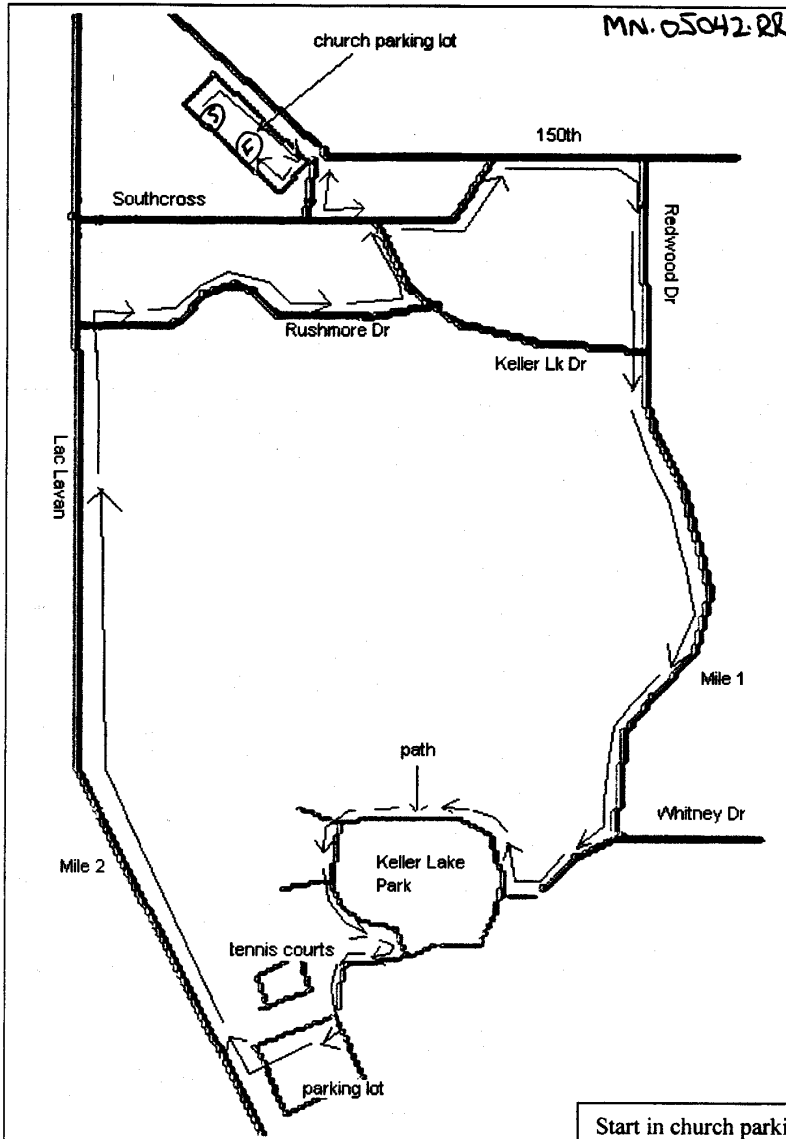 MN.05042.RR
church parking lot
S
F
150th
Southcross
Redwood Dr
Rushmore Dr
Keller Lk Dr
Lac Lavan
Mile 1
path
Whitney Dr
Keller Lake
Park
Mile 2
tennis courts
parking lot
Start in church parki